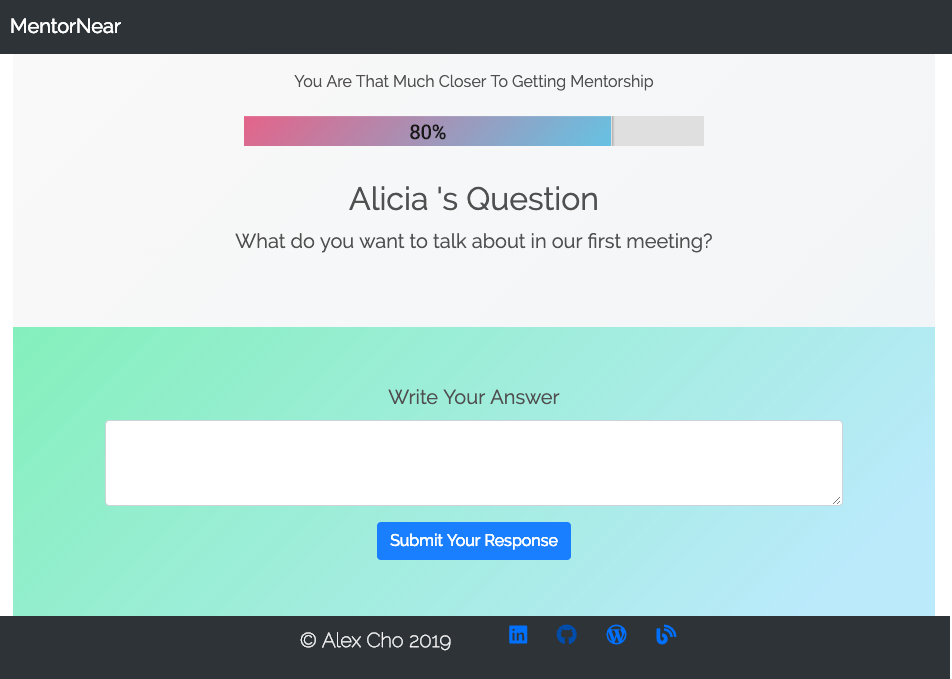 MentorNear
You Are That Much Closer To Getting Mentorship
80%
Alicia 's Question
What do you want to talk about in our first meeting?
Write Your Answer
Submit Your Response
© Alex Cho 2019